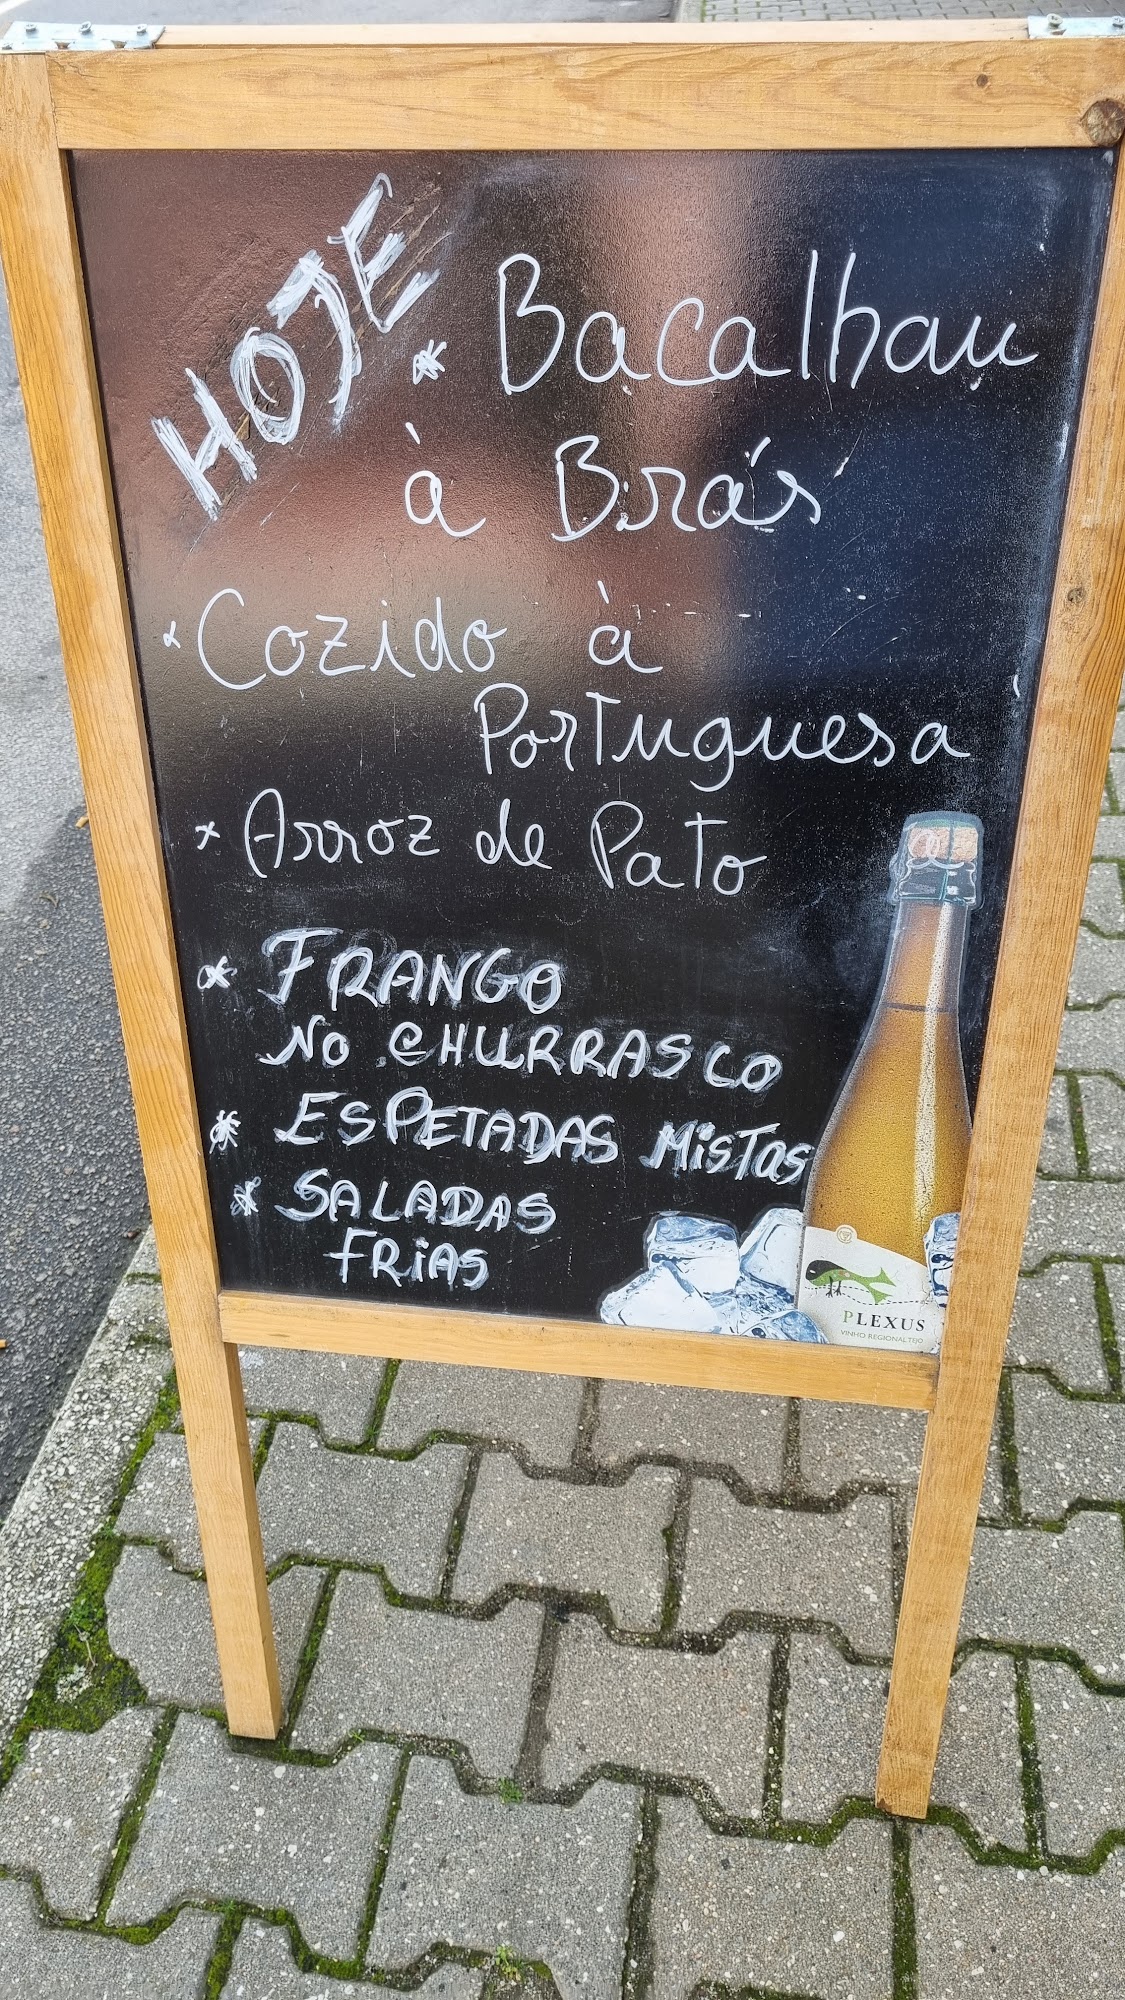 HOJE
* Bacalhau
à Brás
* Cozido à
Portuguesa
* Arroz de Pato
* FRANGO
NO CHURRASCO
* ESPETADAS MISTAS
* SALADAS
FRIAS
PLEXUS
VINHO REGIONAL TEJO